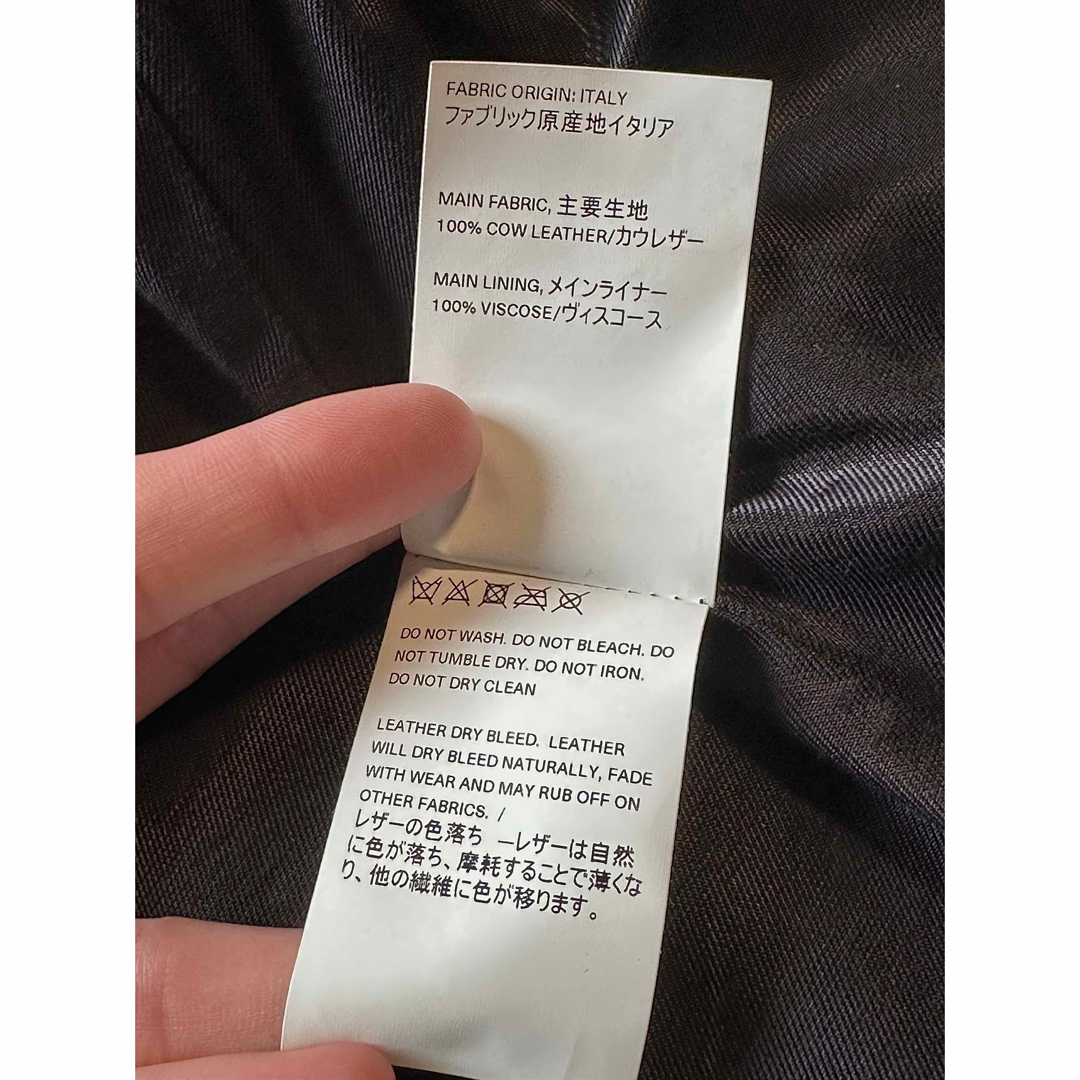 FABRIC ORIGIN: ITALY
ファブリック原産地イタリア
MAIN FABRIC, 主要生地
100% COW LEATHER/カウレザー
MAIN LINING, メインライナー
100% VISCOSE/ヴィスコース
DO NOT WASH. DO NOT BLEACH. DO
NOT TUMBLE DRY. DO NOT IRON.
DO NOT DRY CLEAN
LEATHER DRY BLEED. LEATHER
WILL DRY BLEED NATURALLY, FADE
WITH WEAR AND MAY RUB OFF ON
OTHER FABRICS. /
レザーの色落ち —レザーは自然
に色が落ち、摩耗することで薄くな
り、他の繊維に色が移ります。